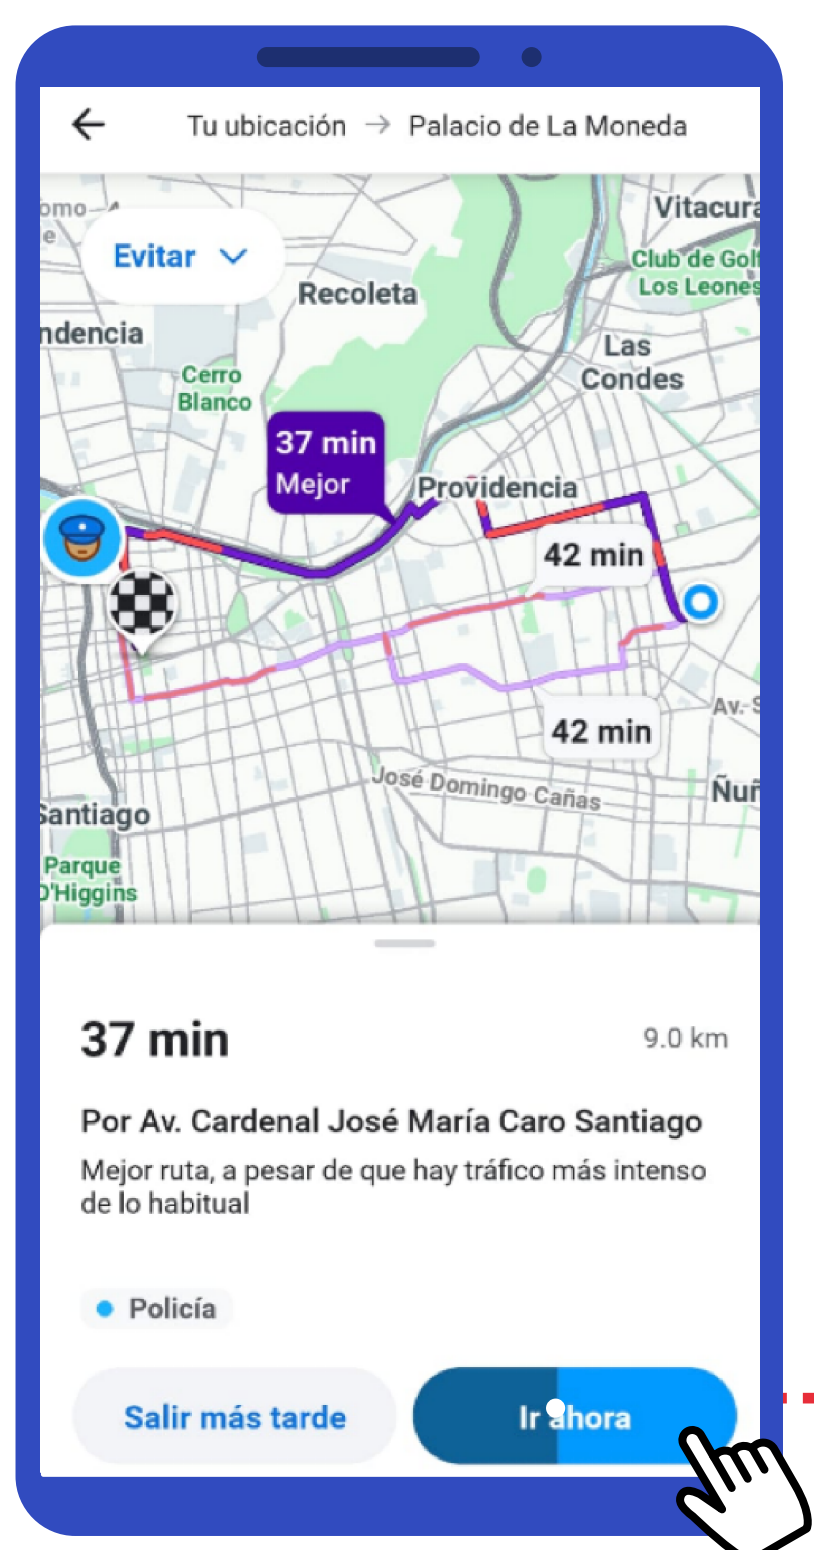 Tu ubicación → Palacio de La Moneda
Vitacura
Evitar
Club de Golf
Los Leones
Recoleta
ndencia
Las
Condes
Cerro
Blanco
37 min
Mejor
Providencia
42 min
42 min
Av.
José Domingo Cañas
Ñuñ
Santiago
Parque
O'Higgins
37 min
9.0 km
Por Av. Cardenal José María Caro Santiago
Mejor ruta, a pesar de que hay tráfico más intenso
de lo habitual
Policía
Salir más tarde
Ir ahora